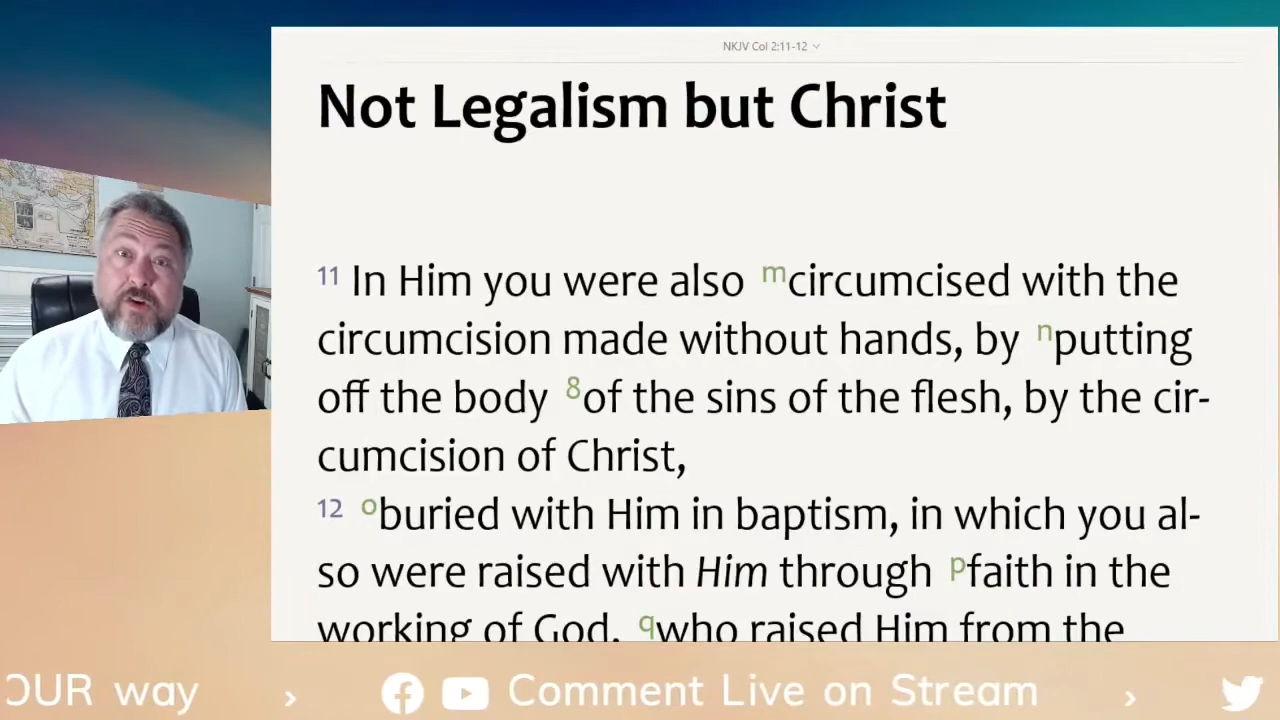 NKJV Col 2:11-12
Not Legalism but Christ
11 In Him you were also mcircumcised with the
circumcision made without hands, by nputting
off the body 8of the sins of the flesh, by the cir-
cumcision of Christ,
12 oburied with Him in baptism, in which you al-
so were raised with Him through pfaith in the
working of God, qwho raised Him from the
OUR way › Comment Live on Stream ›